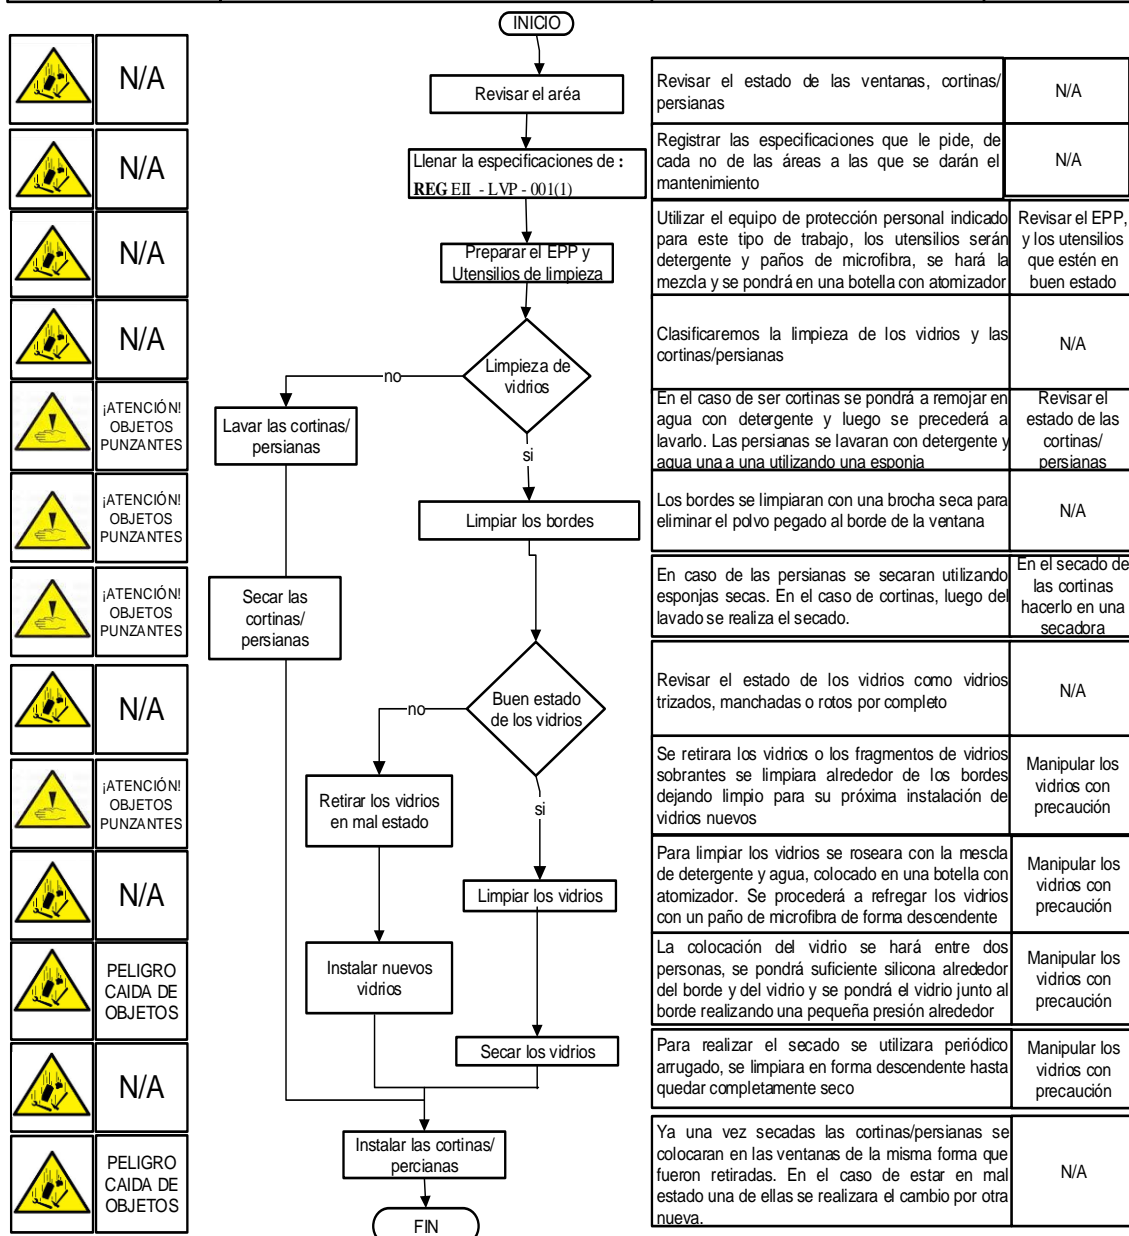 INICIO
N/A
Revisar el aréa
Revisar el estado de las ventanas, cortinas/
persianas
N/A
N/A
Llenar la especificaciones de :
REG EII - LVP - 001(1)
Registrar las especificaciones que le pide, de
cada no de las áreas a las que se darán el
mantenimiento
N/A
N/A
Preparar el EPP y
Utensilios de limpieza
Utilizar el equipo de protección personal indicado
para este tipo de trabajo, los utensilios serán
detergente y paños de microfibra, se hará la
mezcla y se pondrá en una botella con atomizador
Revisar el EPP,
y los utensilios
que estén en
buen estado
N/A
Limpieza de
vidrios
no
si
Clasificaremos la limpieza de los vidrios y las
cortinas/persianas
N/A
¡ATENCIÓN!
OBJETOS
PUNZANTES
Lavar las cortinas/
persianas
En el caso de ser cortinas se pondrá a remojar en
agua con detergente y luego se precederá a
lavarlo. Las persianas se lavaran con detergente y
agua una a una utilizando una esponja
Revisar el
estado de las
cortinas/
persianas
¡ATENCIÓN!
OBJETOS
PUNZANTES
Limpiar los bordes
Los bordes se limpiaran con una brocha seca para
eliminar el polvo pegado al borde de la ventana
N/A
¡ATENCIÓN!
OBJETOS
PUNZANTES
Secar las
cortinas/
persianas
En caso de las persianas se secaran utilizando
esponjas secas. En el caso de cortinas, luego del
lavado se realiza el secado.
En el secado de
las cortinas
hacerlo en una
secadora
N/A
Buen estado
de los vidrios
no
si
Revisar el estado de los vidrios como vidrios
trizados, manchadas o rotos por completo
N/A
¡ATENCIÓN!
OBJETOS
PUNZANTES
Retirar los vidrios
en mal estado
Se retirara los vidrios o los fragmentos de vidrios
sobrantes se limpiara alrededor de los bordes
dejando limpio para su próxima instalación de
vidrios nuevos
Manipular los
vidrios con
precaución
N/A
Limpiar los vidrios
Para limpiar los vidrios se roseara con la mescla
de detergente y agua, colocado en una botella con
atomizador. Se procederá a refregar los vidrios
con un paño de microfibra de forma descendente
Manipular los
vidrios con
precaución
PELIGRO
CAIDA DE
OBJETOS
Instalar nuevos
vidrios
La colocación del vidrio se hará entre dos
personas, se pondrá suficiente silicona alrededor
del borde y del vidrio y se pondrá el vidrio junto al
borde realizando una pequeña presión alrededor
Manipular los
vidrios con
precaución
N/A
Secar los vidrios
Para realizar el secado se utilizara periódico
arrugado, se limpiara en forma descendente hasta
quedar completamente seco
Manipular los
vidrios con
precaución
PELIGRO
CAIDA DE
OBJETOS
Instalar las cortinas/
percianas
Ya una vez secadas las cortinas/persianas se
colocaran en las ventanas de la misma forma que
fueron retiradas. En el caso de estar en mal
estado una de ellas se realizara el cambio por otra
nueva.
N/A
FIN